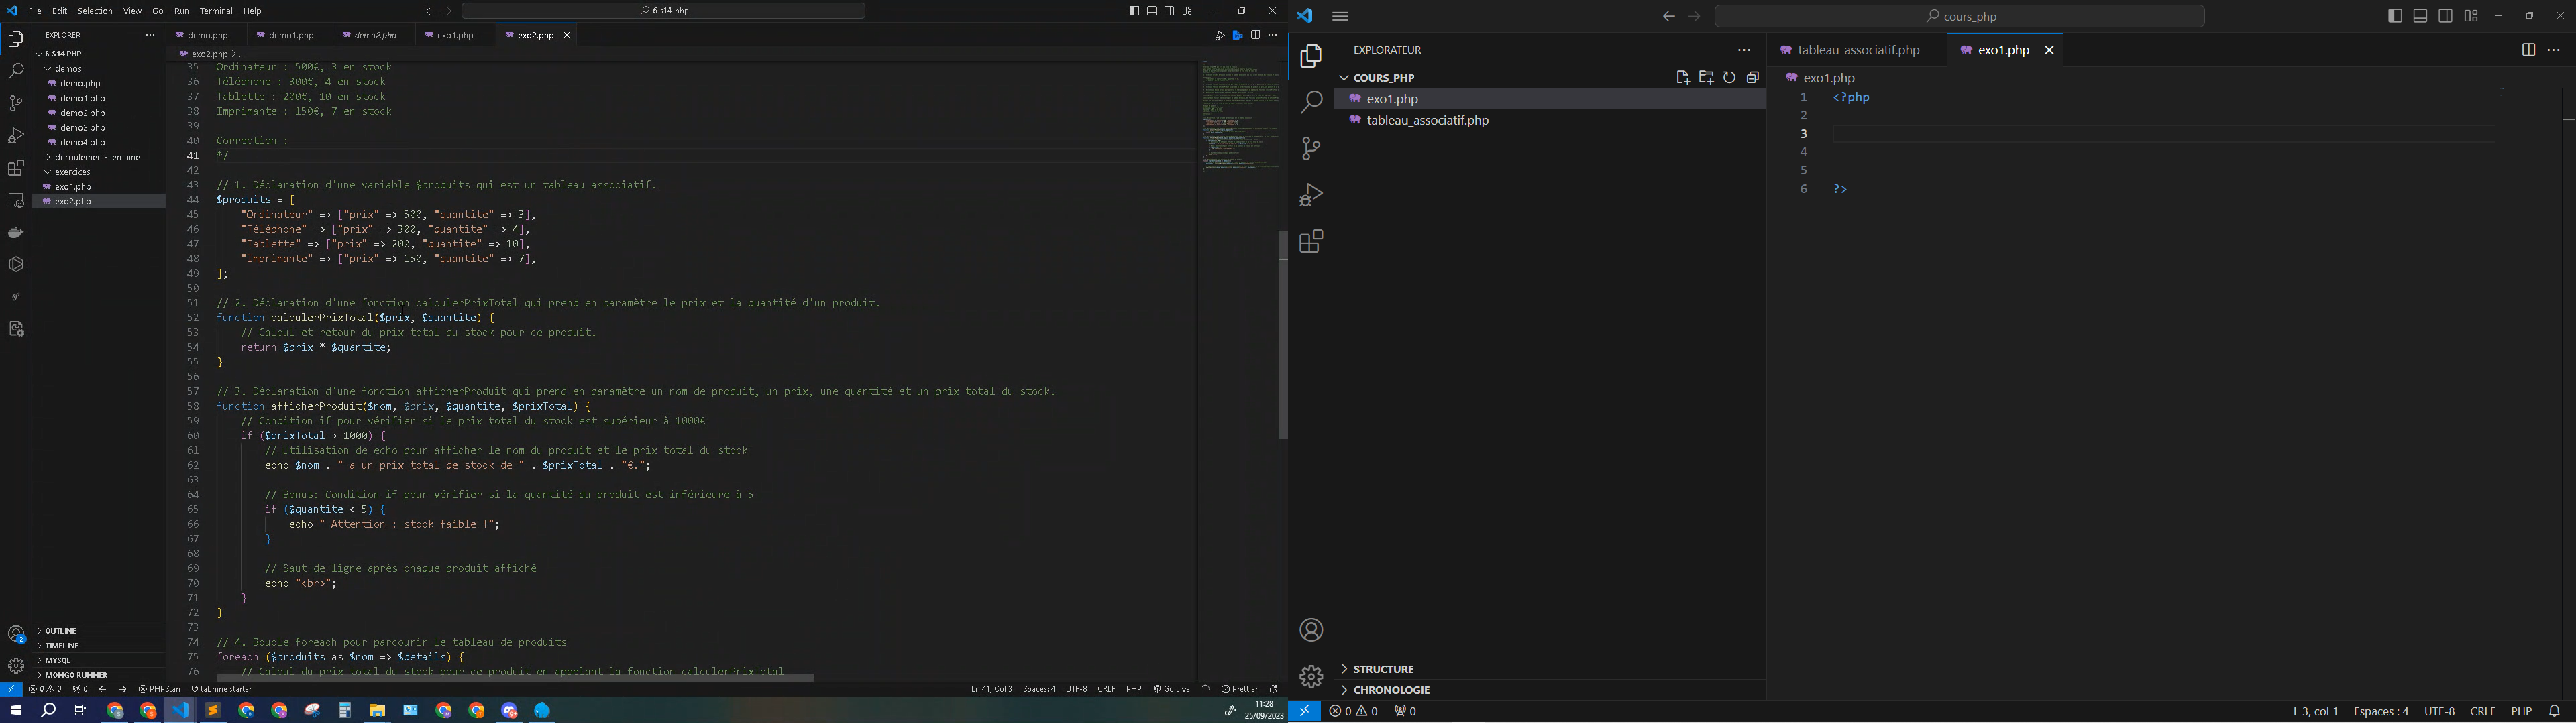 File Edit Selection View Go Run Terminal Help
6-s14-php
EXPLORER
6-S14-PHP
demos
demo.php
demo1.php
demo2.php
demo3.php
demo4.php
deroulement-semaine
exercices
exo1.php
exo2.php
OUTLINE
TIMELINE
MYSQL
MONGO RUNNER
demo.php demo1.php demo2.php exo1.php exo2.php
exo2.php > ...
35 Ordinateur : 500€, 3 en stock
36 Téléphone : 300€, 4 en stock
37 Tablette : 200€, 10 en stock
38 Imprimante : 150€, 7 en stock
39
40 Correction :
41 */
42
43 // 1. Déclaration d'une variable $produits qui est un tableau associatif.
44 $produits = [
45 "Ordinateur" => ["prix" => 500, "quantite" => 3],
46 "Téléphone" => ["prix" => 300, "quantite" => 4],
47 "Tablette" => ["prix" => 200, "quantite" => 10],
48 "Imprimante" => ["prix" => 150, "quantite" => 7],
49 ];
50
51 // 2. Déclaration d'une fonction calculerPrixTotal qui prend en paramètre le prix et la quantité d'un produit.
52 function calculerPrixTotal($prix, $quantite) {
53 // Calcul et retour du prix total du stock pour ce produit.
54 return $prix * $quantite;
55 }
56
57 // 3. Déclaration d'une fonction afficherProduit qui prend en paramètre un nom de produit, un prix, une quantité et un prix total du stock.
58 function afficherProduit($nom, $prix, $quantite, $prixTotal) {
59 // Condition if pour vérifier si le prix total du stock est supérieur à 1000€
60 if ($prixTotal > 1000) {
61 // Utilisation de echo pour afficher le nom du produit et le prix total du stock
62 echo $nom . " a un prix total de stock de " . $prixTotal . "€.";
63
64 // Bonus: Condition if pour vérifier si la quantité du produit est inférieure à 5
65 if ($quantite < 5) {
66 echo " Attention : stock faible !";
67 }
68
69 // Saut de ligne après chaque produit affiché
70 echo "<br>";
71 }
72 }
73
74 // 4. Boucle foreach pour parcourir le tableau de produits
75 foreach ($produits as $nom => $details) {
76 // Calcul du prix total du stock pour ce produit en appelant la fonction calculerPrixTotal
0 0 0 PHPStan tabnine starter Ln 41, Col 3 Spaces: 4 UTF-8 CRLF PHP Go Live Prettier
11:28
25/09/2023
cours_php
EXPLORATEUR
COURS_PHP
exo1.php
tableau_associatif.php
STRUCTURE
CHRONOLOGIE
tableau_associatif.php exo1.php
exo1.php
1 <?php
2
3
4
5
6 ?>
0 0 0 L 3, col 1 Espaces : 4 UTF-8 CRLF PHP